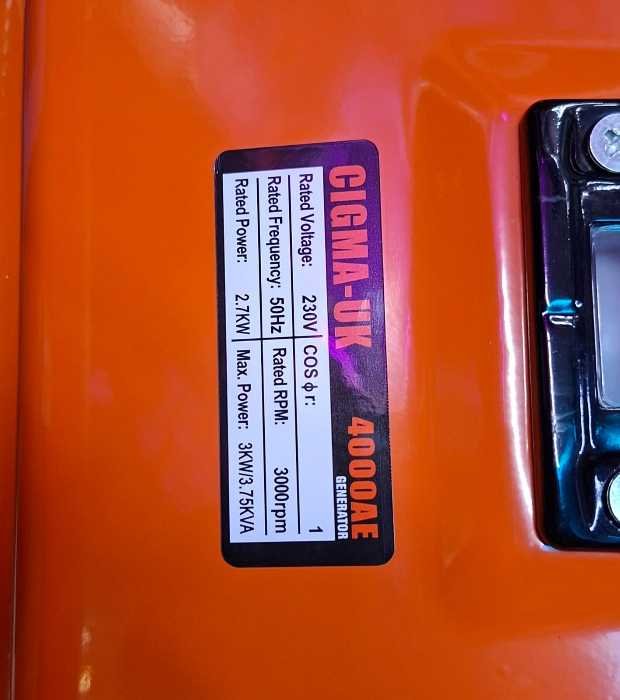 CIGMA-UK 4000AE
GENERATOR
Rated Voltage: 230V COS ϕ r: 1
Rated Frequency: 50Hz Rated RPM: 3000rpm
Rated Power: 2.7KW Max. Power: 3KW/3.75KVA